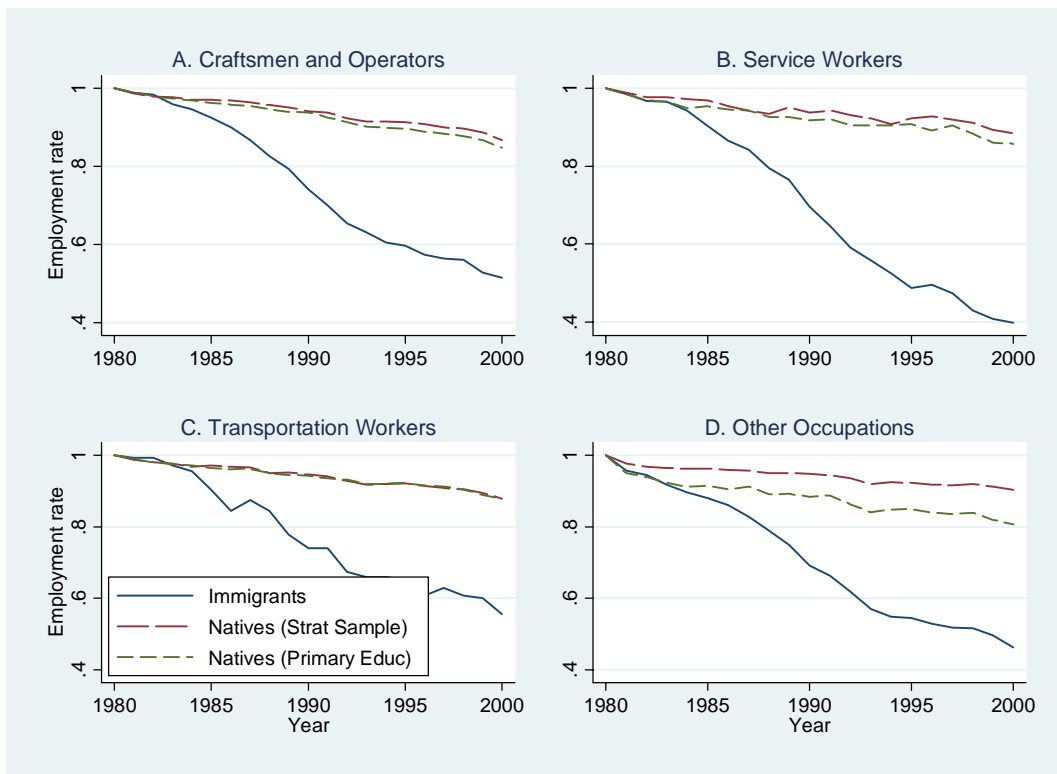 A. Craftsmen and Operators
Employment rate
1
.8
.6
.4
1980 1985 1990 1995 2000
B. Service Workers
1
.8
.6
.4
1980 1985 1990 1995 2000
C. Transportation Workers
Employment rate
1
.8
.6
.4
Immigrants
Natives (Strat Sample)
Natives (Primary Educ)
1980 1985 1990 1995 2000
Year
D. Other Occupations
1
.8
.6
.4
1980 1985 1990 1995 2000
Year